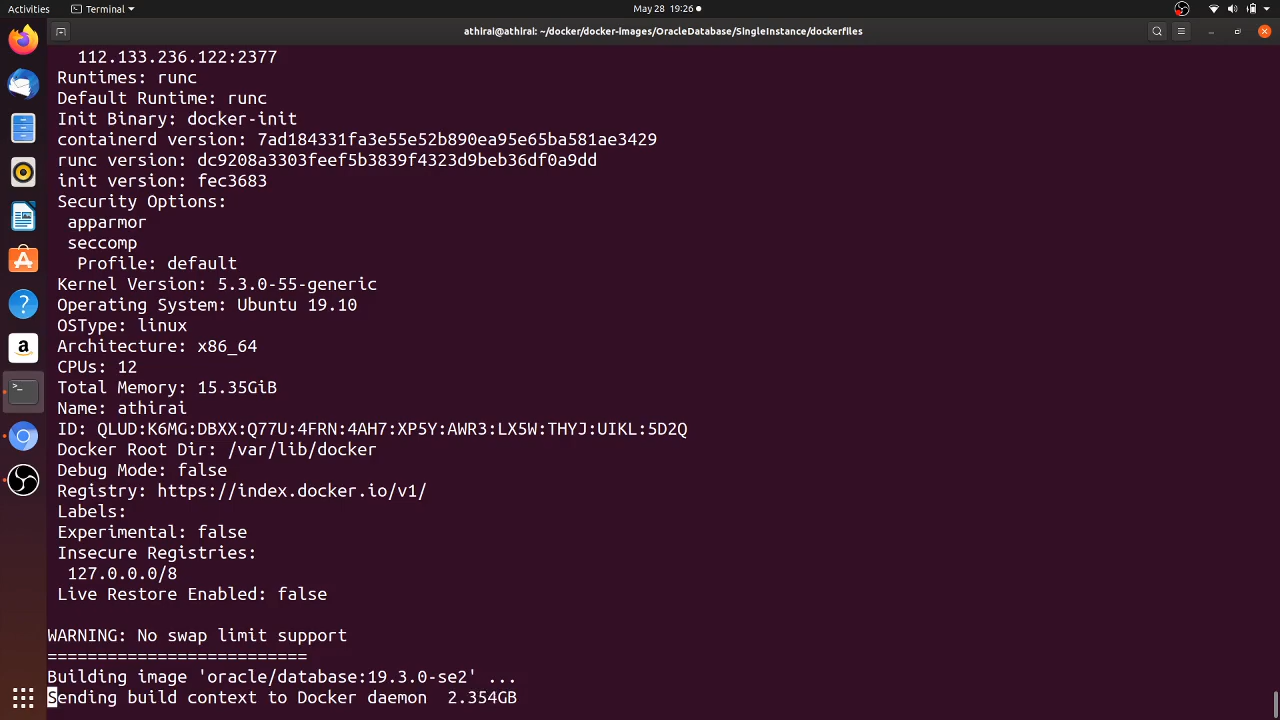 Activities
Terminal
May 28 19:26
athirai@athirai: ~/docker/docker-images/OracleDatabase/SingleInstance/dockerfiles
112.133.236.122:2377
Runtimes: runc
Default Runtime: runc
Init Binary: docker-init
containerd version: 7ad184331fa3e55e52b890ea95e65ba581ae3429
runc version: dc9208a3303feef5b3839f4323d9beb36df0a9dd
init version: fec3683
Security Options:
apparmor
seccomp
Profile: default
Kernel Version: 5.3.0-55-generic
Operating System: Ubuntu 19.10
OSType: linux
Architecture: x86_64
CPUs: 12
Total Memory: 15.35GiB
Name: athirai
ID: QLUD:K6MG:DBXX:Q77U:4FRN:4AH7:XP5Y:AWR3:LX5W:THYJ:UIKL:5D2Q
Docker Root Dir: /var/lib/docker
Debug Mode: false
Registry: https://index.docker.io/v1/
Labels:
Experimental: false
Insecure Registries:
127.0.0.0/8
Live Restore Enabled: false
WARNING: No swap limit support
==========================
Building image 'oracle/database:19.3.0-se2' ...
Sending build context to Docker daemon 2.354GB